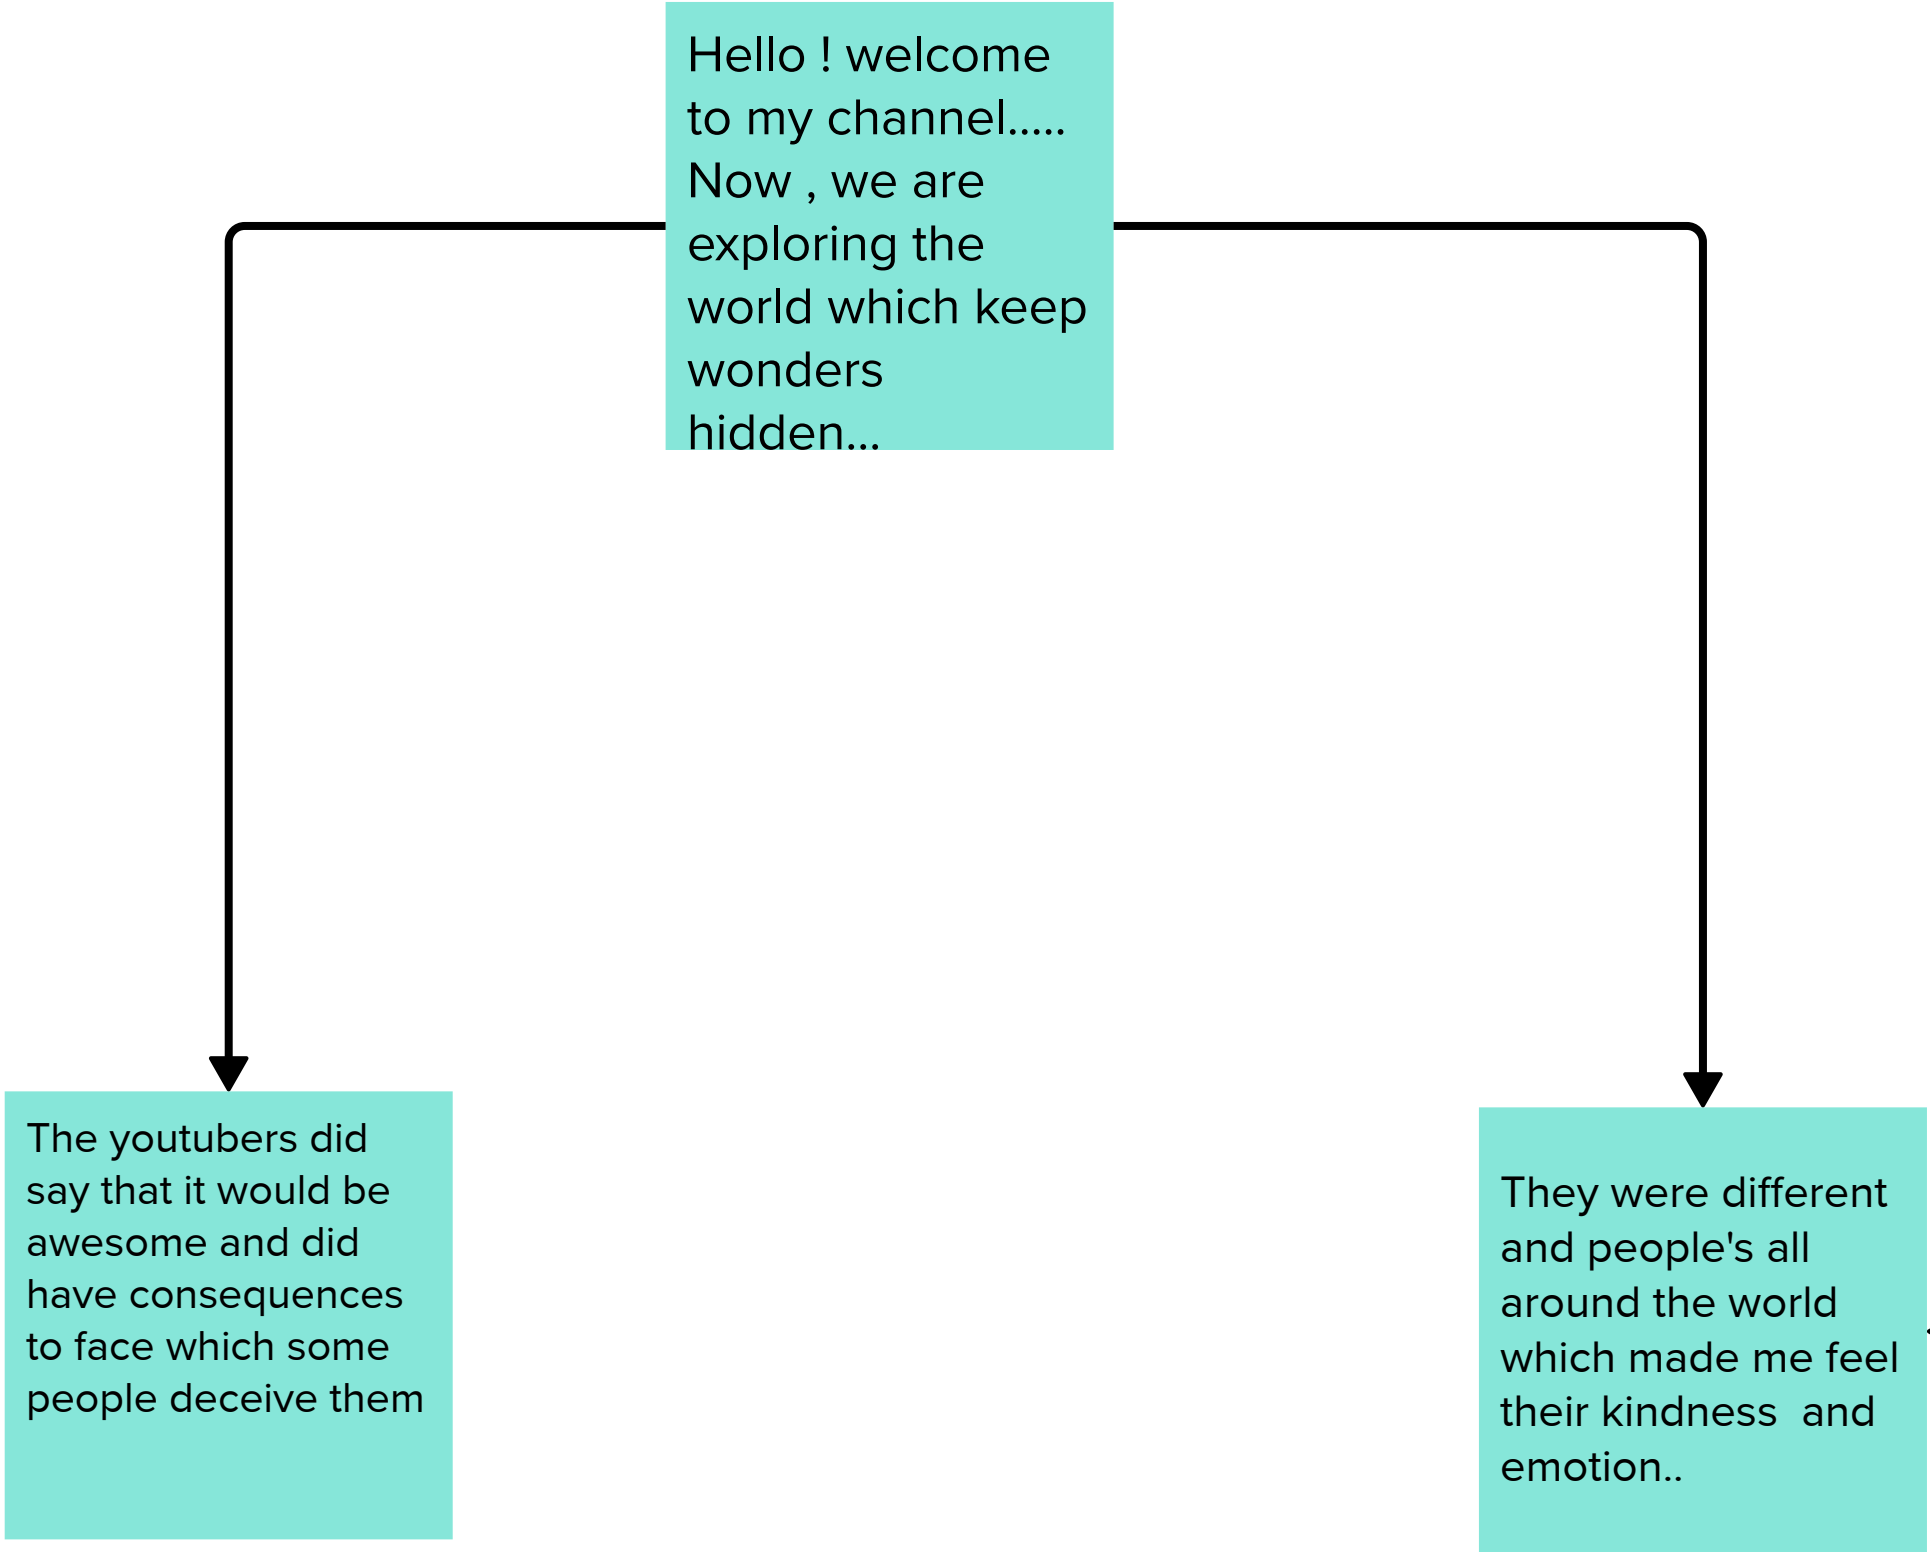 Hello ! welcome
to my channel.....
Now , we are
exploring the
world which keep
wonders
hidden...
The youtubers did
say that it would be
awesome and did
have consequences
to face which some
people deceive them
They were different
and people's all
around the world
which made me feel
their kindness  and
emotion..